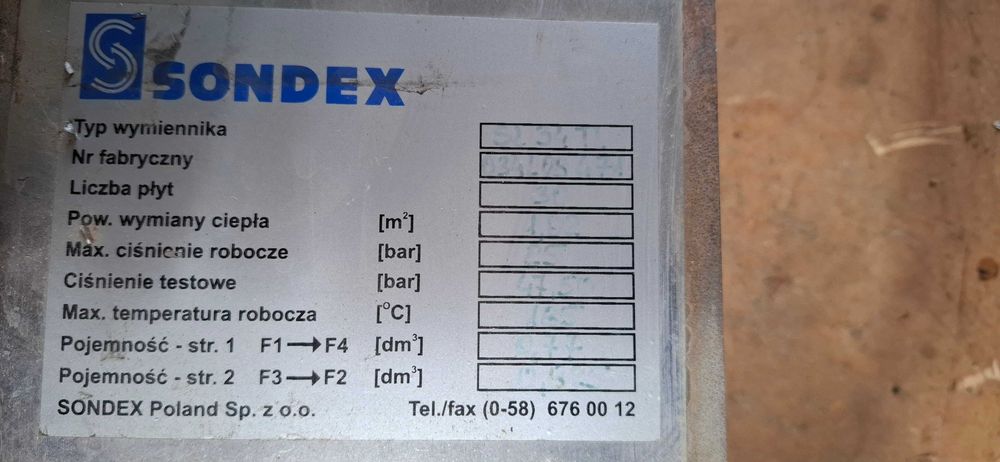 SONDEX
Typ wymiennika
Nr fabryczny
Liczba płyt
Pow. wymiany ciepła [m²]
Max. ciśnienie robocze [bar]
Ciśnienie testowe [bar]
Max. temperatura robocza [°C]
Pojemność - str. 1 F1→F4 [dm³]
Pojemność - str. 2 F3→F2 [dm³]
SONDEX Poland Sp. z o.o. Tel./fax (0-58) 676 00 12